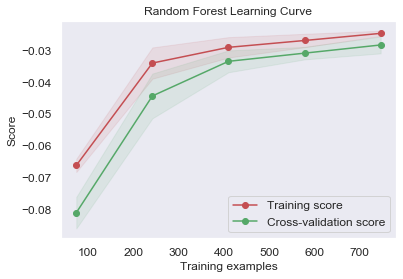 Random Forest Learning Curve
−0.03
−0.04
−0.05
−0.06
−0.07
−0.08
Score
Training score
Cross-validation score
100 200 300 400 500 600 700
Training examples